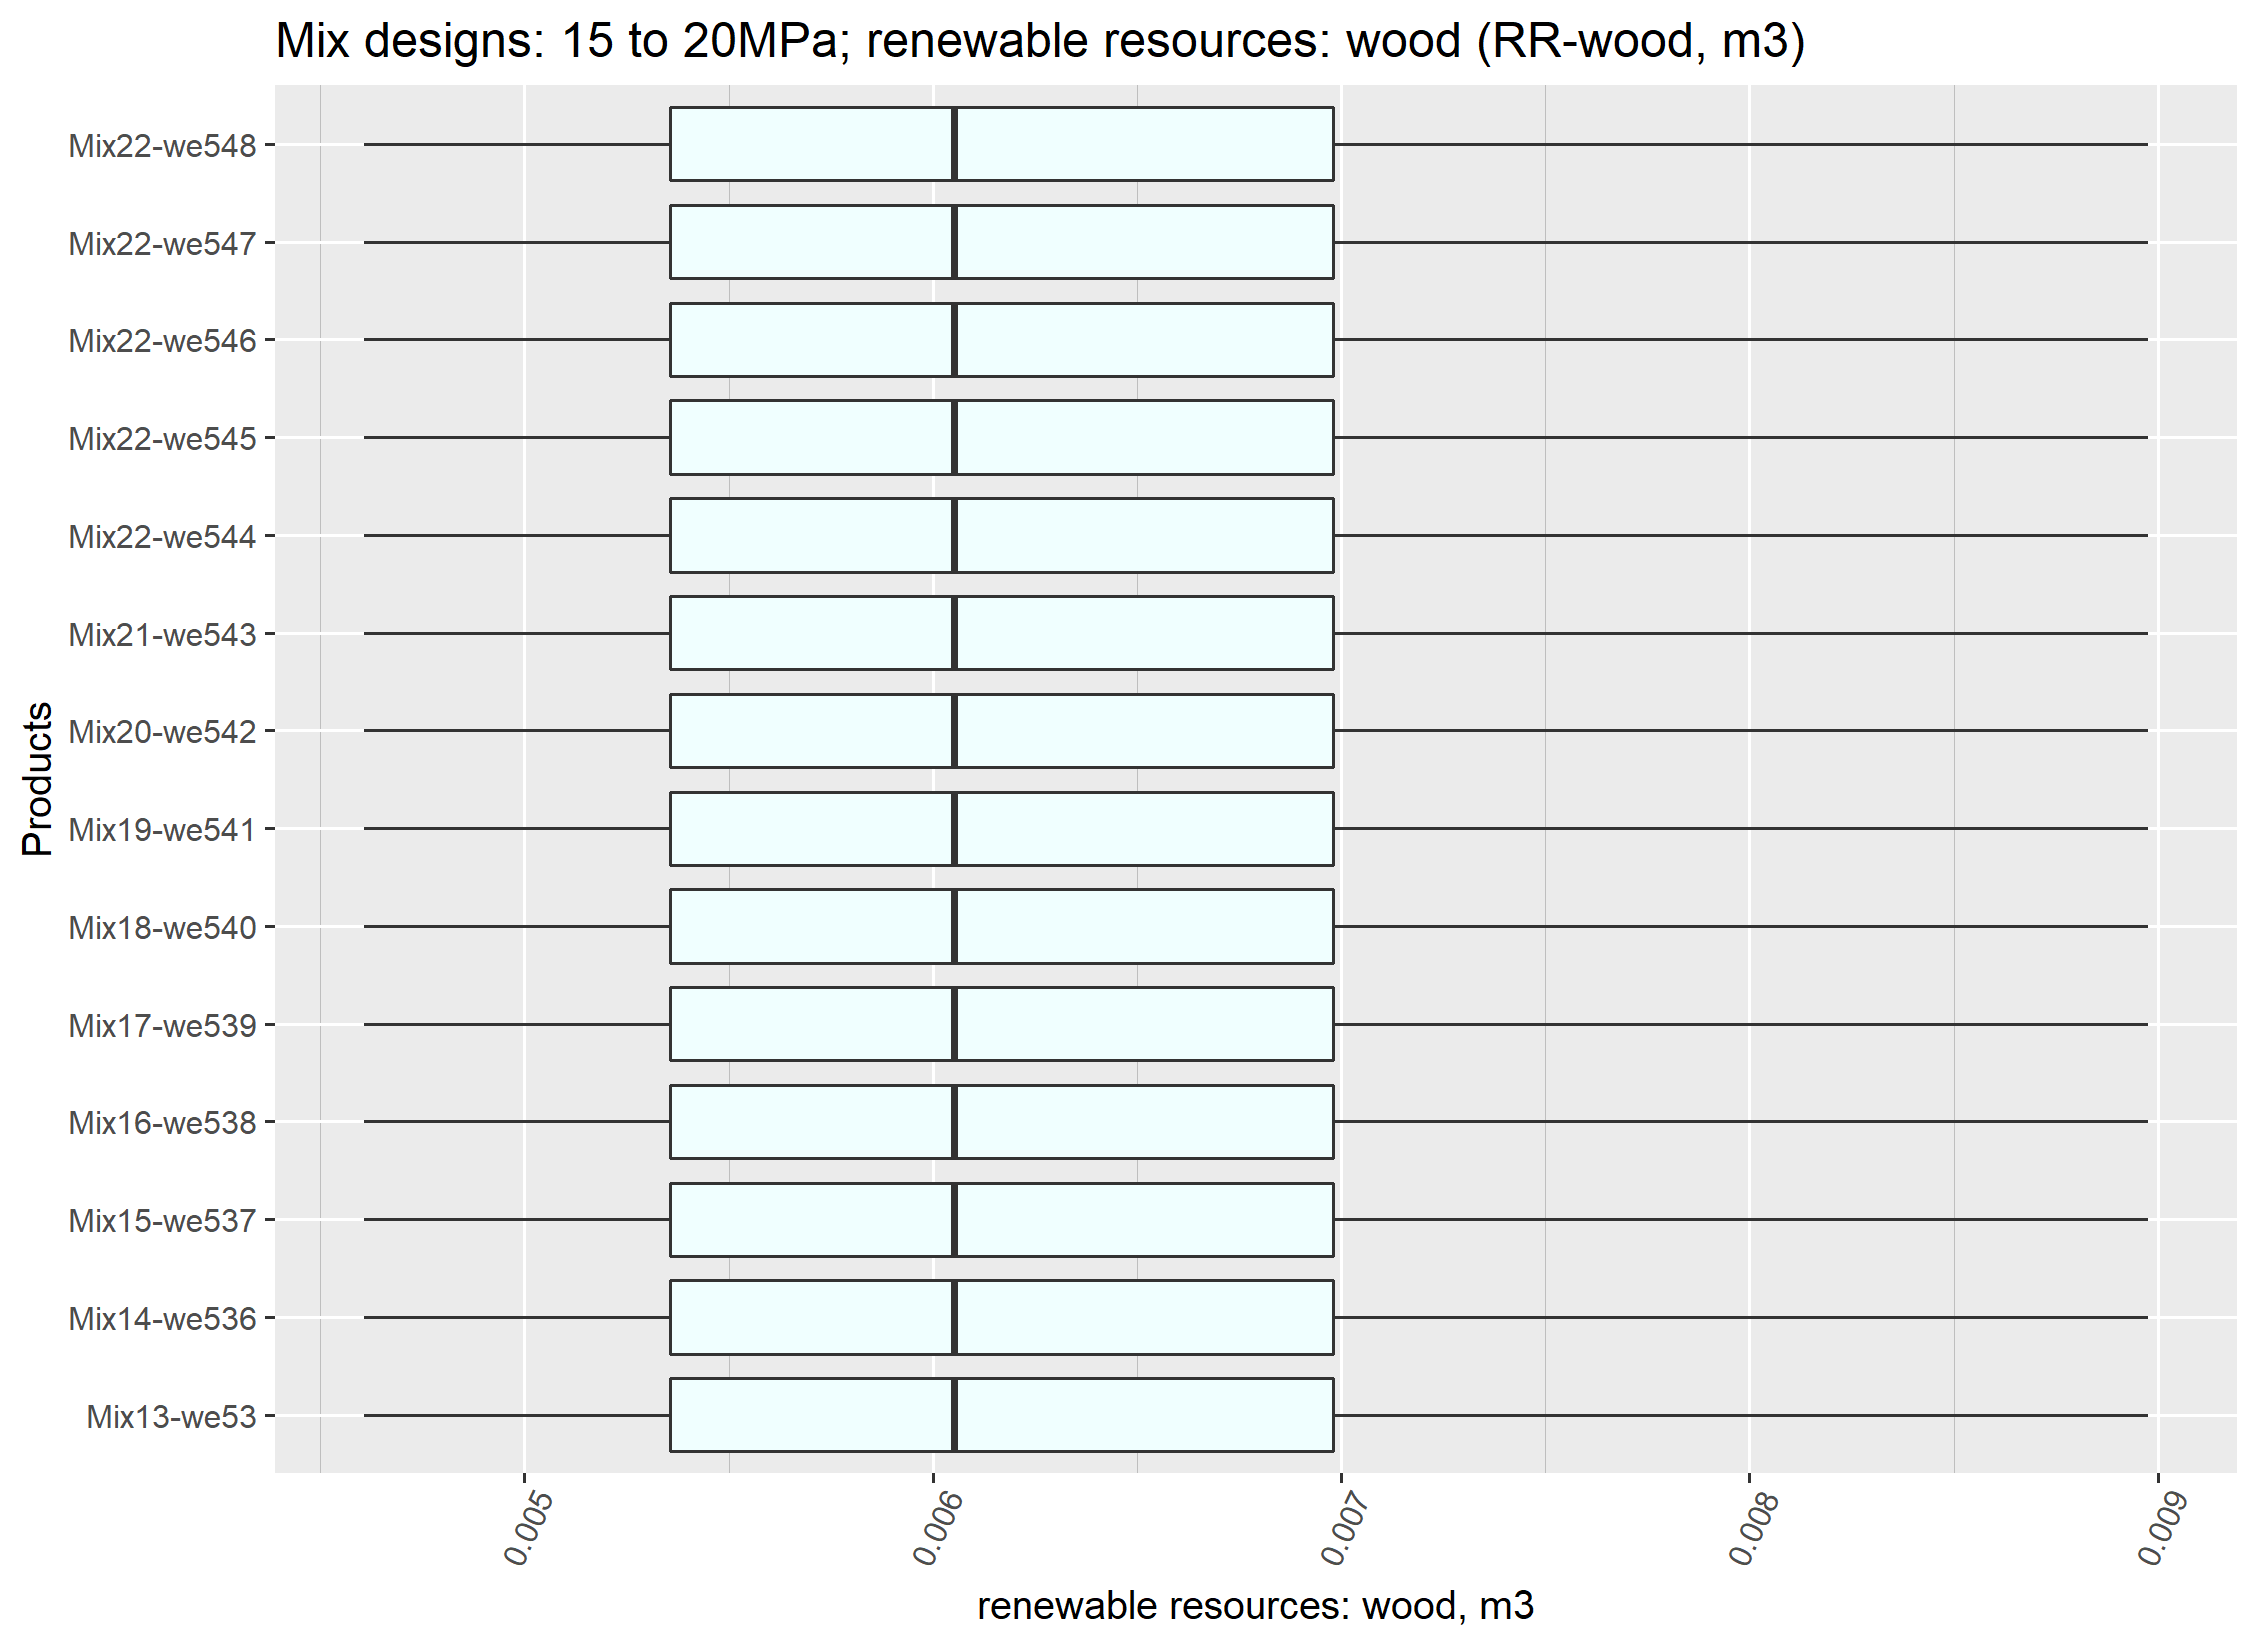 Mix designs: 15 to 20MPa; renewable resources: wood (RR-wood, m3)
Products
Mix22-we548
Mix22-we547
Mix22-we546
Mix22-we545
Mix22-we544
Mix21-we543
Mix20-we542
Mix19-we541
Mix18-we540
Mix17-we539
Mix16-we538
Mix15-we537
Mix14-we536
Mix13-we53
0.005 0.006 0.007 0.008 0.009
renewable resources: wood, m3